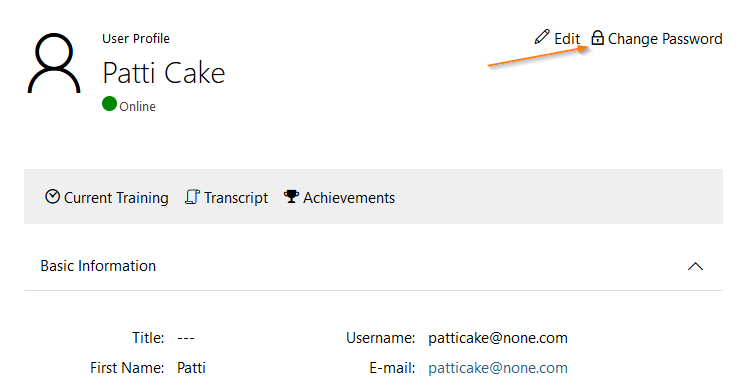 User Profile
Edit Change Password
Patti Cake
Online
Current Training Transcript Achievements
Basic Information
Title: --- Username: patticake@none.com
First Name: Patti E-mail: patticake@none.com